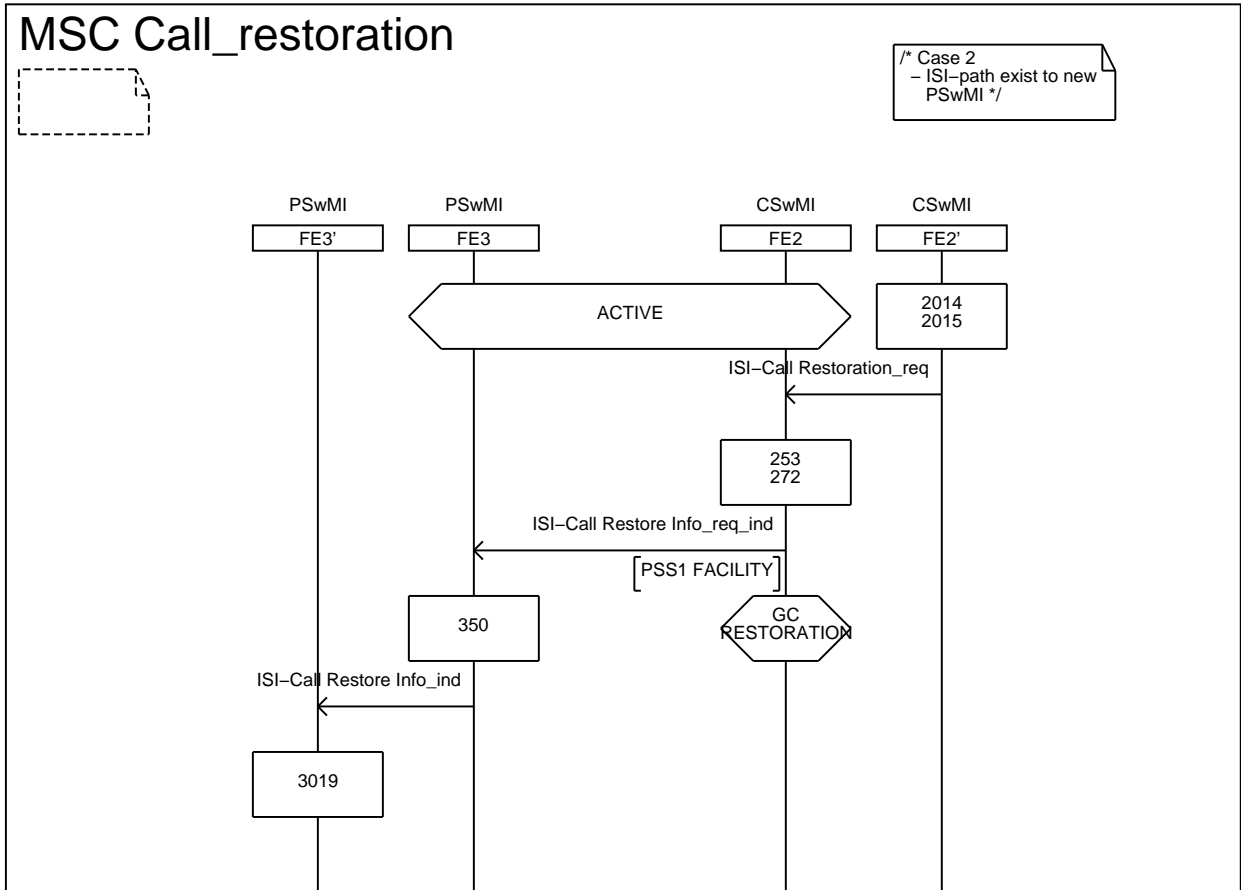 MSC Call_restoration
/* Case 2
– ISI–path exist to new
PSwMI */
PSwMI PSwMI CSwMI CSwMI
FE3' FE3 FE2 FE2'
ACTIVE
2014
2015
ISI–Call Restoration_req
253
272
ISI–Call Restore Info_req_ind
PSS1 FACILITY
350
GC
RESTORATION
ISI–Call Restore Info_ind
3019